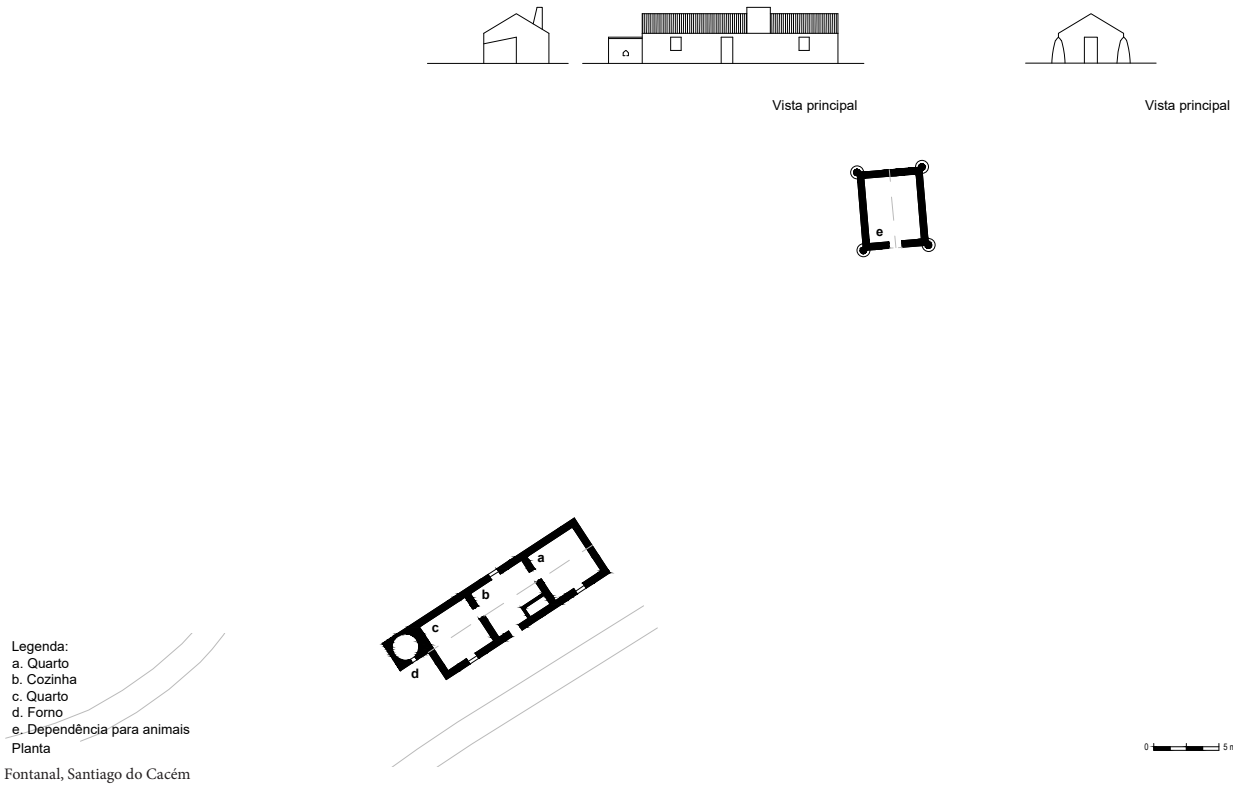 Vista principal
Vista principal
e
a
b
c
d
Legenda:
a. Quarto
b. Cozinha
c. Quarto
d. Forno
e. Dependência para animais
Planta
0 5 m
Fontanal, Santiago do Cacém